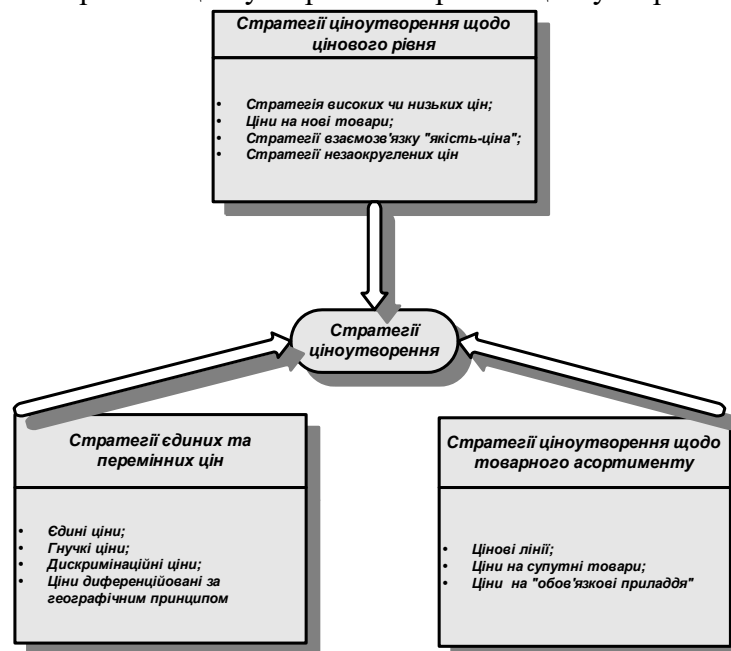 Стратегії ціноутворення щодо
цінового рівня
• Стратегія високих чи низьких цін;
• Ціни на нові товари;
• Стратегії взаємозв'язку "якість-ціна";
• Стратегії незаокруглених цін
Стратегії
ціноутворення
Стратегії єдиних та
перемінних цін
• Єдині ціни;
• Гнучкі ціни;
• Дискримінаційні ціни;
• Ціни диференційовані за
географічним принципом
Стратегії ціноутворення щодо
товарного асортименту
• Цінові лінії;
• Ціни на супутні товари;
• Ціни на "обов'язкові приладдя"